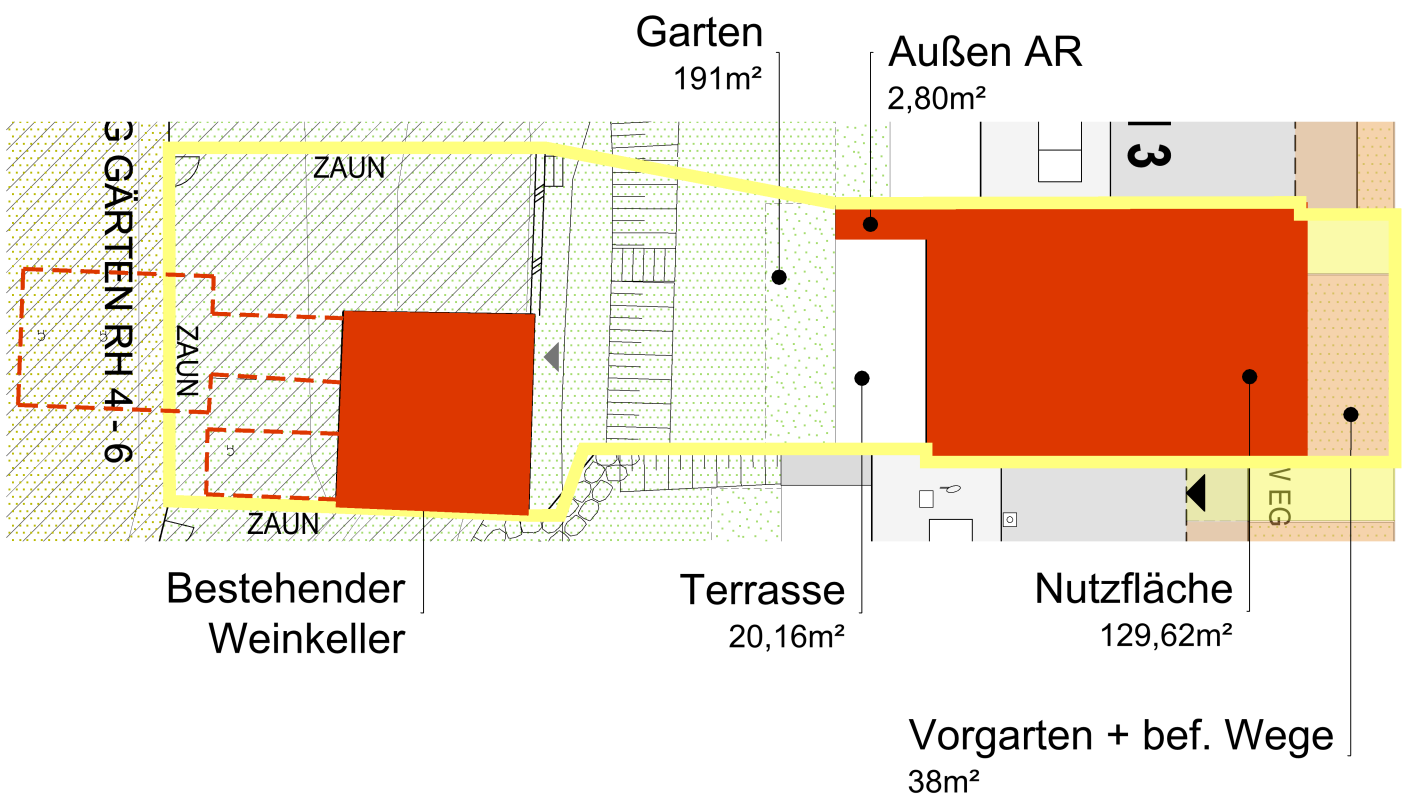 Garten
191m²
Außen AR
2,80m²
3
ZAUN
G GÄRTEN RH 4 - 6
ZAUN
ZAUN
EG
Bestehender
Weinkeller
Terrasse
20,16m²
Nutzfläche
129,62m²
Vorgarten + bef. Wege
38m²